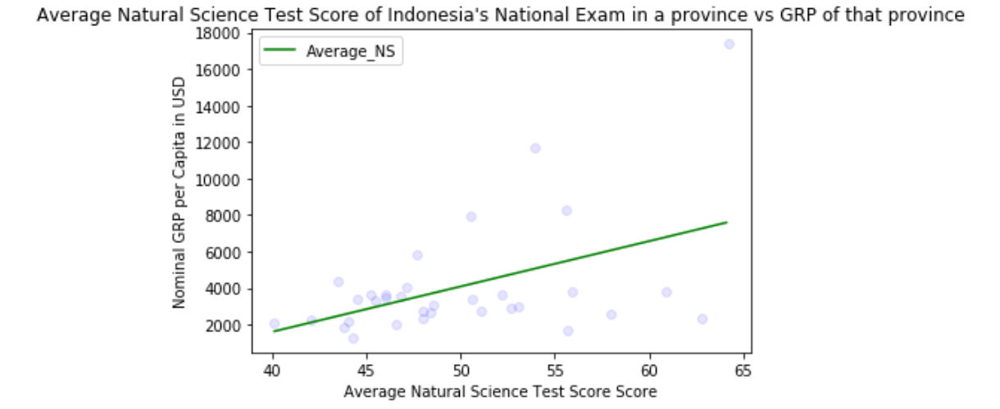 Average Natural Science Test Score of Indonesia's National Exam in a province vs GRP of that province
18000
16000
14000
12000
10000
8000
6000
4000
2000
Nominal GRP per Capita in USD
Average_NS
40 45 50 55 60 65
Average Natural Science Test Score Score